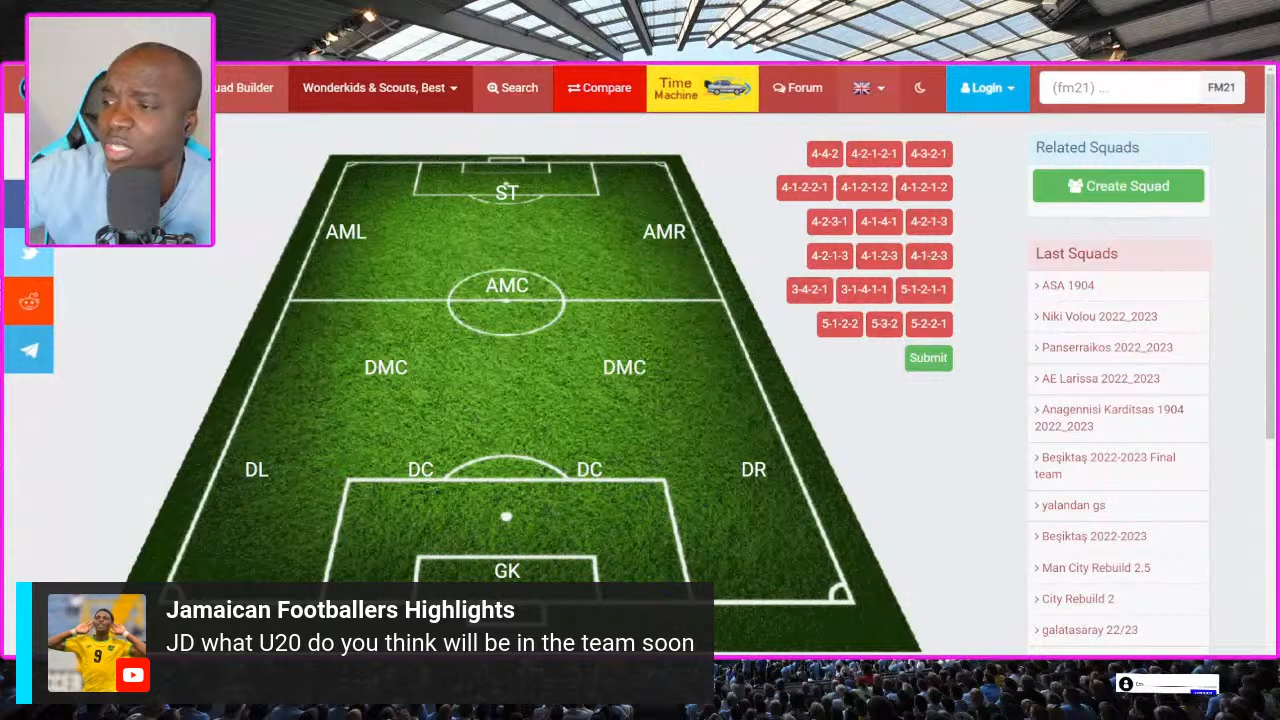 uad Builder
Wonderkids & Scouts, Best
Search
Compare
Time
Machine
Forum
Login
(fm21) ...
FM21
ST
AML
AMR
AMC
DMC
DMC
DL
DC
DC
DR
GK
4-4-2
4-2-1-2-1
4-3-2-1
4-1-2-2-1
4-1-2-1-2
4-1-2-1-2
4-2-3-1
4-1-4-1
4-2-1-3
4-2-1-3
4-1-2-3
4-1-2-3
3-4-2-1
3-1-4-1-1
5-1-2-1-1
5-1-2-2
5-3-2
5-2-2-1
Submit
Related Squads
Create Squad
Last Squads
ASA 1904
Niki Volou 2022_2023
Panserraikos 2022_2023
AE Larissa 2022_2023
Anagennisi Karditsas 1904
2022_2023
Beşiktaş 2022-2023 Final
team
yalandan gs
Beşiktaş 2022-2023
Man City Rebuild 2.5
City Rebuild 2
galatasaray 22/23
9
Jamaican Footballers Highlights
JD what U20 do you think will be in the team soon